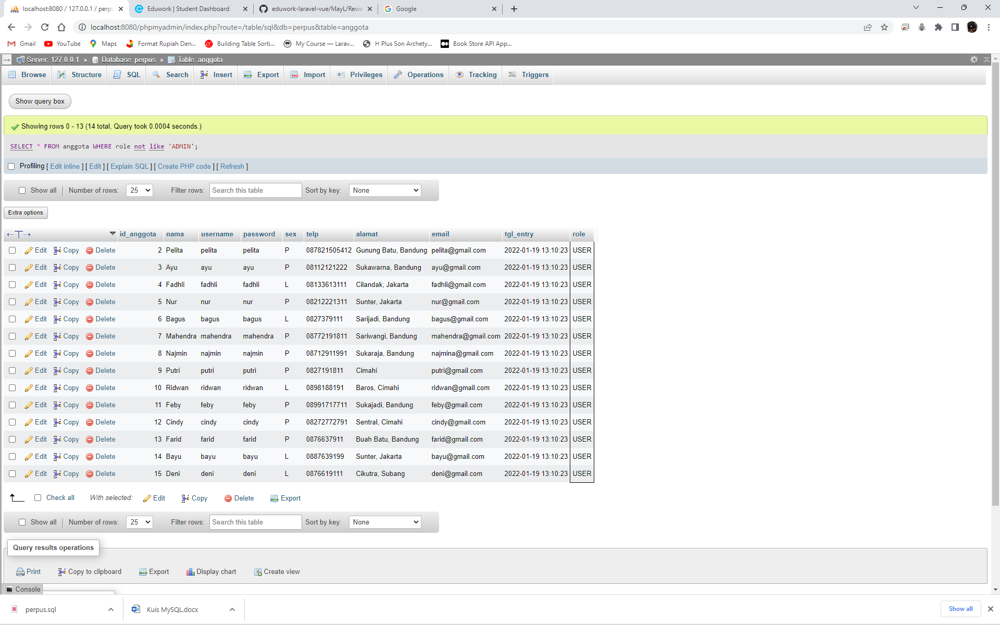 localhost:8080 / 127.0.0.1 / perpu
Eduwork | Student Dashboard
eduwork-laravel-vue/MayL/Revie
Google
localhost:8080/phpmyadmin/index.php?route=/table/sql&db=perpus&table=anggota
Gmail YouTube Maps Format Rupiah Den... Building Table Sorti... My Course — Larav... H Plus Son Archety... Book Store API App...
Server: 127.0.0.1 » Database: perpus » Table: anggota
Browse Structure SQL Search Insert Export Import Privileges Operations Tracking Triggers
Show query box
Showing rows 0 - 13 (14 total, Query took 0.0004 seconds.)
SELECT * FROM anggota WHERE role not like 'ADMIN';
Profiling [ Edit inline ] [ Edit ] [ Explain SQL ] [ Create PHP code ] [ Refresh ]
Show all | Number of rows: 25 Filter rows: Search this table Sort by key: None
Extra options
←T→ id_anggota nama username password sex telp alamat email tgl_entry role
Edit Copy Delete 2 Pelita pelita pelita P 087821505412 Gunung Batu, Bandung pelita@gmail.com 2022-01-19 13:10:23 USER
Edit Copy Delete 3 Ayu ayu ayu P 08112121222 Sukawarna, Bandung ayu@gmail.com 2022-01-19 13:10:23 USER
Edit Copy Delete 4 Fadhli fadhli fadhli L 08133613111 Cilandak, Jakarta fadhli@gmail.com 2022-01-19 13:10:23 USER
Edit Copy Delete 5 Nur nur nur P 08212221311 Sunter, Jakarta nur@gmail.com 2022-01-19 13:10:23 USER
Edit Copy Delete 6 Bagus bagus bagus L 0827379111 Sarijadi, Bandung bagus@gmail.com 2022-01-19 13:10:23 USER
Edit Copy Delete 7 Mahendra mahendra mahendra P 08772191811 Sariwangi, Bandung mahendra@gmail.com 2022-01-19 13:10:23 USER
Edit Copy Delete 8 Najmin najmin najmin P 08712911991 Sukaraja, Bandung najmina@gmail.com 2022-01-19 13:10:23 USER
Edit Copy Delete 9 Putri putri putri P 0827191811 Cimahi putri@gmail.com 2022-01-19 13:10:23 USER
Edit Copy Delete 10 Ridwan ridwan ridwan L 0898188191 Baros, Cimahi ridwan@gmail.com 2022-01-19 13:10:23 USER
Edit Copy Delete 11 Feby feby feby P 08991717711 Sukajadi, Bandung feby@gmail.com 2022-01-19 13:10:23 USER
Edit Copy Delete 12 Cindy cindy cindy P 08272772791 Sentral, Cimahi cindy@gmail.com 2022-01-19 13:10:23 USER
Edit Copy Delete 13 Farid farid farid P 0876637911 Buah Batu, Bandung farid@gmail.com 2022-01-19 13:10:23 USER
Edit Copy Delete 14 Bayu bayu bayu L 0887639199 Sunter, Jakarta bayu@gmail.com 2022-01-19 13:10:23 USER
Edit Copy Delete 15 Deni deni deni L 0876619111 Cikutra, Subang deni@gmail.com 2022-01-19 13:10:23 USER
Check all With selected: Edit Copy Delete Export
Show all | Number of rows: 25 Filter rows: Search this table Sort by key: None
Query results operations
Print Copy to clipboard Export Display chart Create view
Console
perpus.sql Kuis MySQL.docx Show all